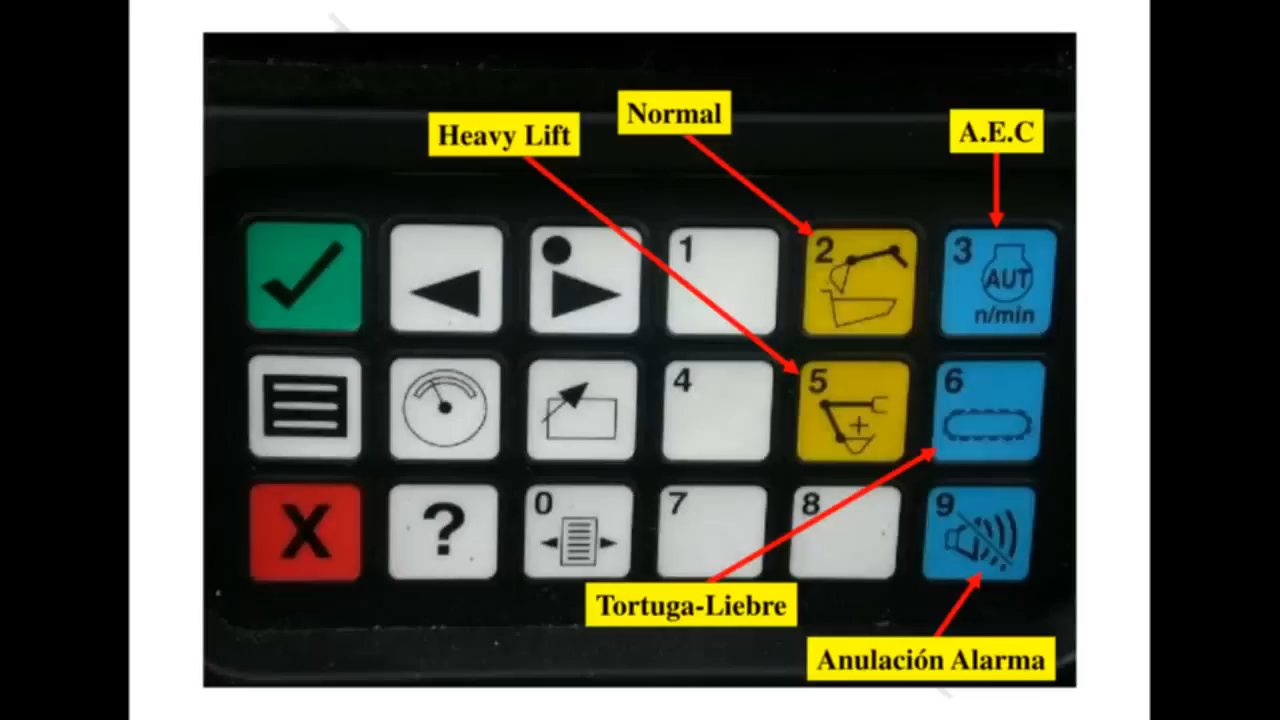 Normal
Heavy Lift
A.E.C
1
2
3
AUT
n/min
4
5
6
X
?
0
7
8
9
Tortuga-Liebre
Anulación Alarma